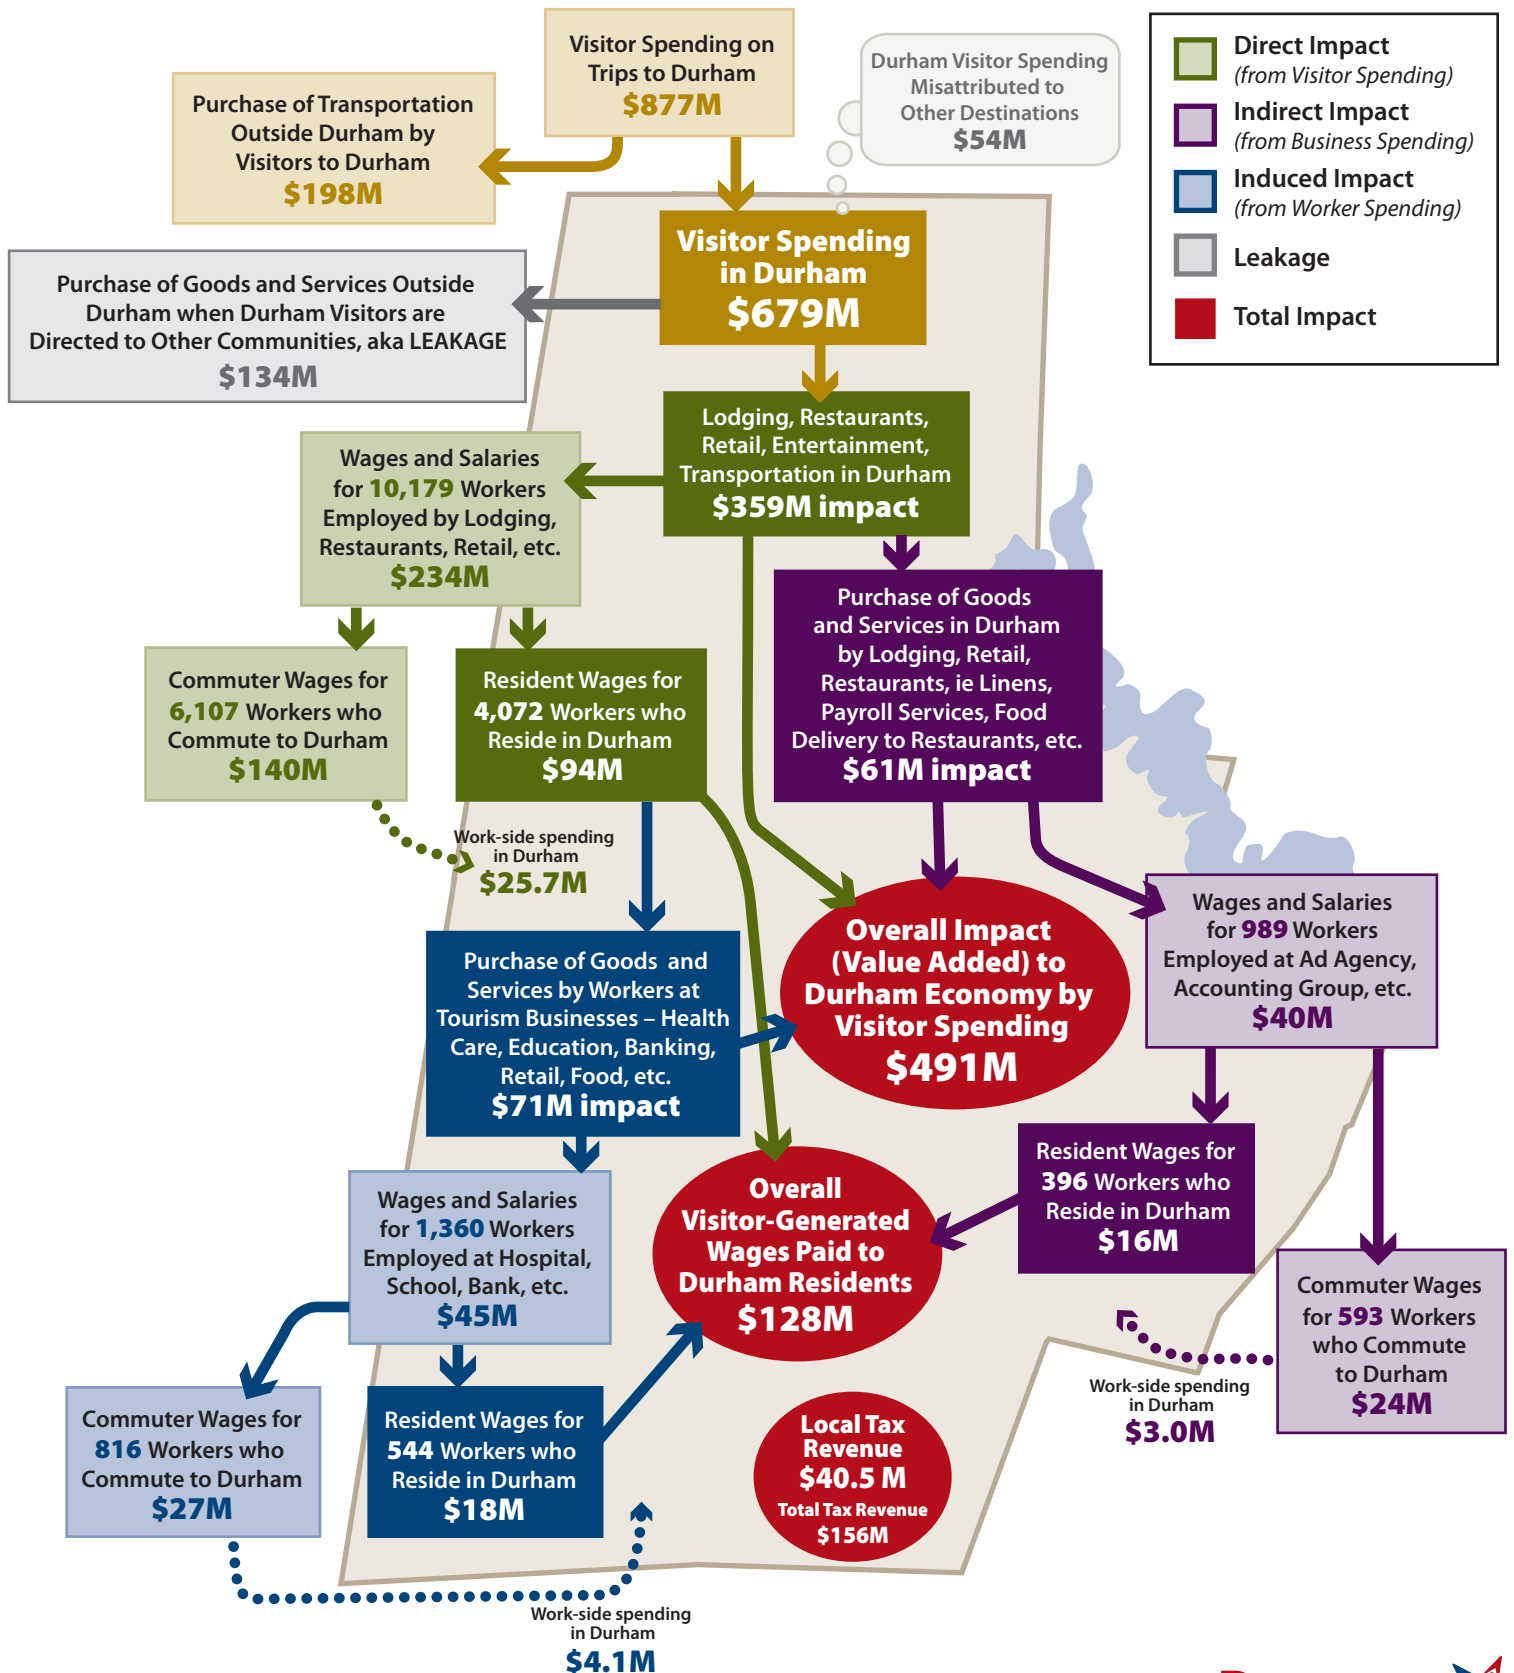 Visitor Spending on
Trips to Durham
$877M
Purchase of Transportation
Outside Durham by
Visitors to Durham
$198M
Durham Visitor Spending
Misattributed to
Other Destinations
$54M
Direct Impact
(from Visitor Spending)
Indirect Impact
(from Business Spending)
Induced Impact
(from Worker Spending)
Leakage
Total Impact
Visitor Spending
in Durham
$679M
Purchase of Goods and Services Outside
Durham when Durham Visitors are
Directed to Other Communities, aka LEAKAGE
$134M
Lodging, Restaurants,
Retail, Entertainment,
Transportation in Durham
$359M impact
Wages and Salaries
for 10,179 Workers
Employed by Lodging,
Restaurants, Retail, etc.
$234M
Purchase of Goods
and Services in Durham
by Lodging, Retail,
Restaurants, ie Linens,
Payroll Services, Food
Delivery to Restaurants, etc.
$61M impact
Commuter Wages for
6,107 Workers who
Commute to Durham
$140M
Resident Wages for
4,072 Workers who
Reside in Durham
$94M
Work-side spending
in Durham
$25.7M
Overall Impact
(Value Added) to
Durham Economy by
Visitor Spending
$491M
Wages and Salaries
for 989 Workers
Employed at Ad Agency,
Accounting Group, etc.
$40M
Purchase of Goods and
Services by Workers at
Tourism Businesses – Health
Care, Education, Banking,
Retail, Food, etc.
$71M impact
Resident Wages for
396 Workers who
Reside in Durham
$16M
Overall
Visitor-Generated
Wages Paid to
Durham Residents
$128M
Wages and Salaries
for 1,360 Workers
Employed at Hospital,
School, Bank, etc.
$45M
Commuter Wages
for 593 Workers
who Commute
to Durham
$24M
Work-side spending
in Durham
$3.0M
Commuter Wages for
816 Workers who
Commute to Durham
$27M
Resident Wages for
544 Workers who
Reside in Durham
$18M
Local Tax
Revenue
$40.5 M
Total Tax Revenue
$156M
Work-side spending
in Durham
$4.1M